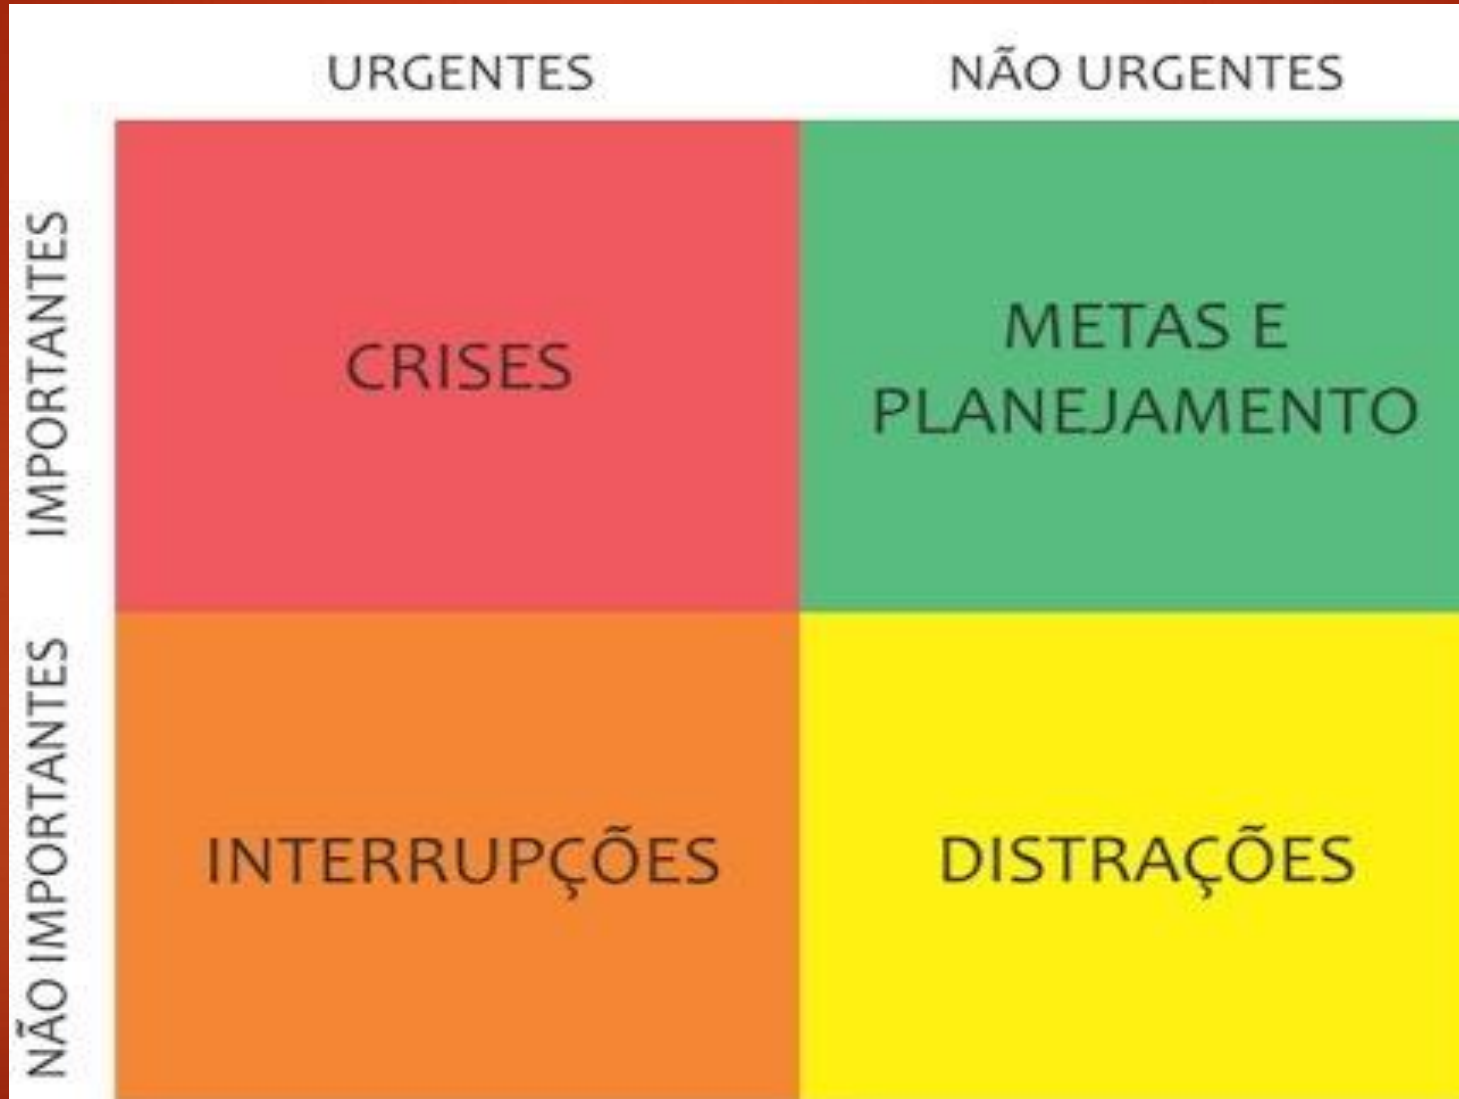 URGENTES
NÃO URGENTES
IMPORTANTES
CRISES
METAS E
PLANEJAMENTO
NÃO IMPORTANTES
INTERRUPÇÕES
DISTRAÇÕES